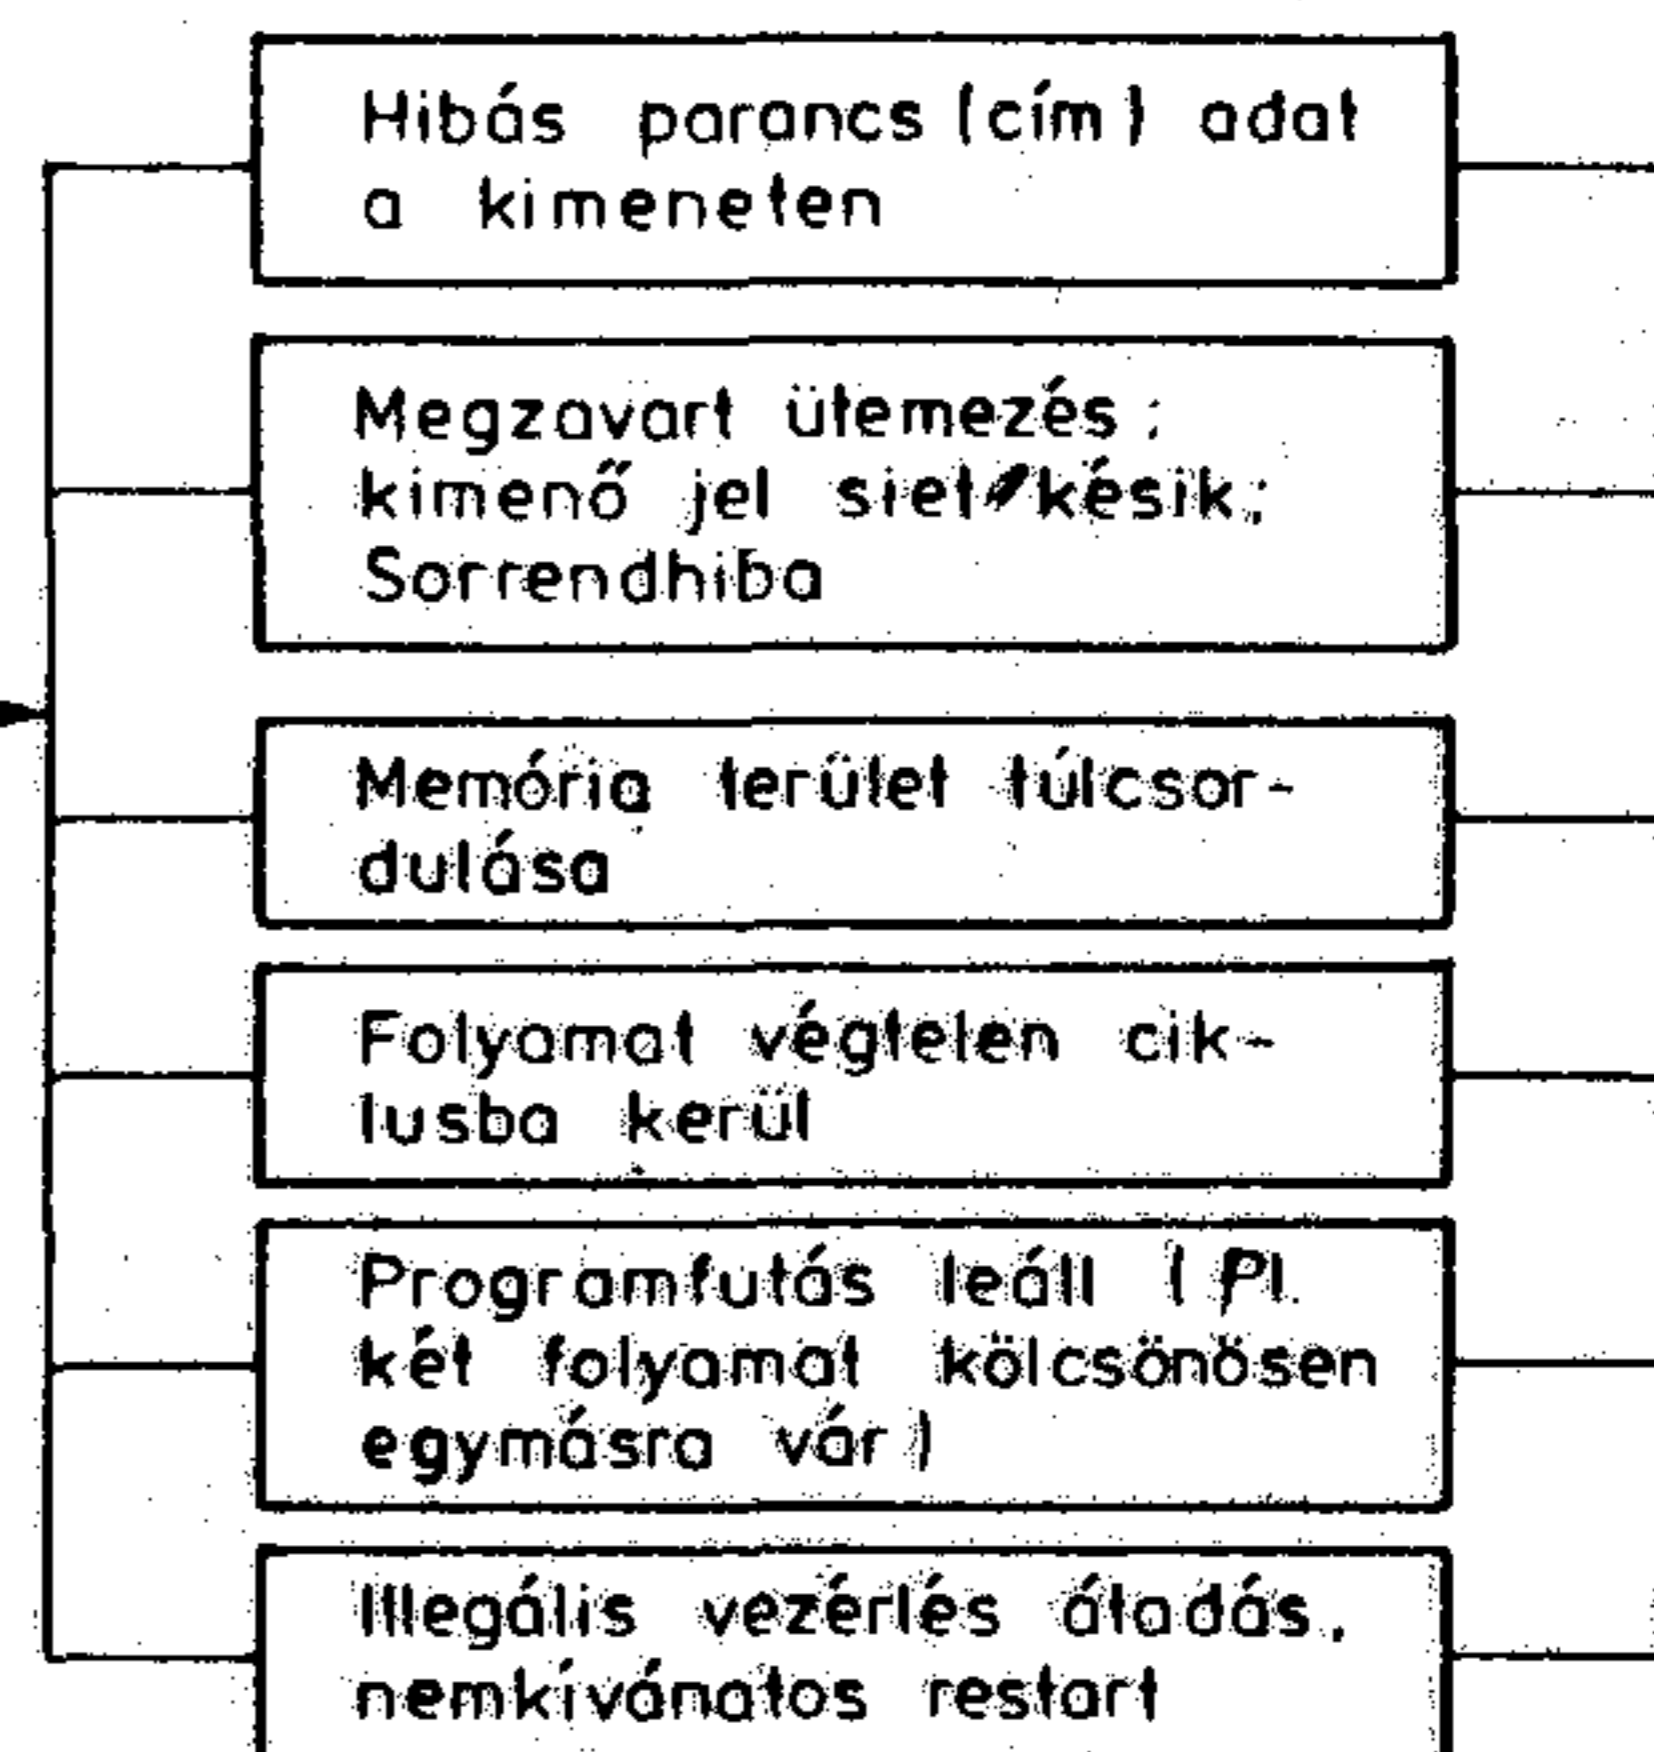 Hibás parancs (cím) adat
a kimeneten
Megzavart ütemezés;
kimenő jel siet/késik;
Sorrendhiba
Memória terület túlcsor-
dulása
Folyamat végtelen cik-
lusba kerül
Programfutás leáll (Pl.
két folyamat kölcsönösen
egymásra vár)
Illegális vezérlés átadás,
nemkívánatos restart